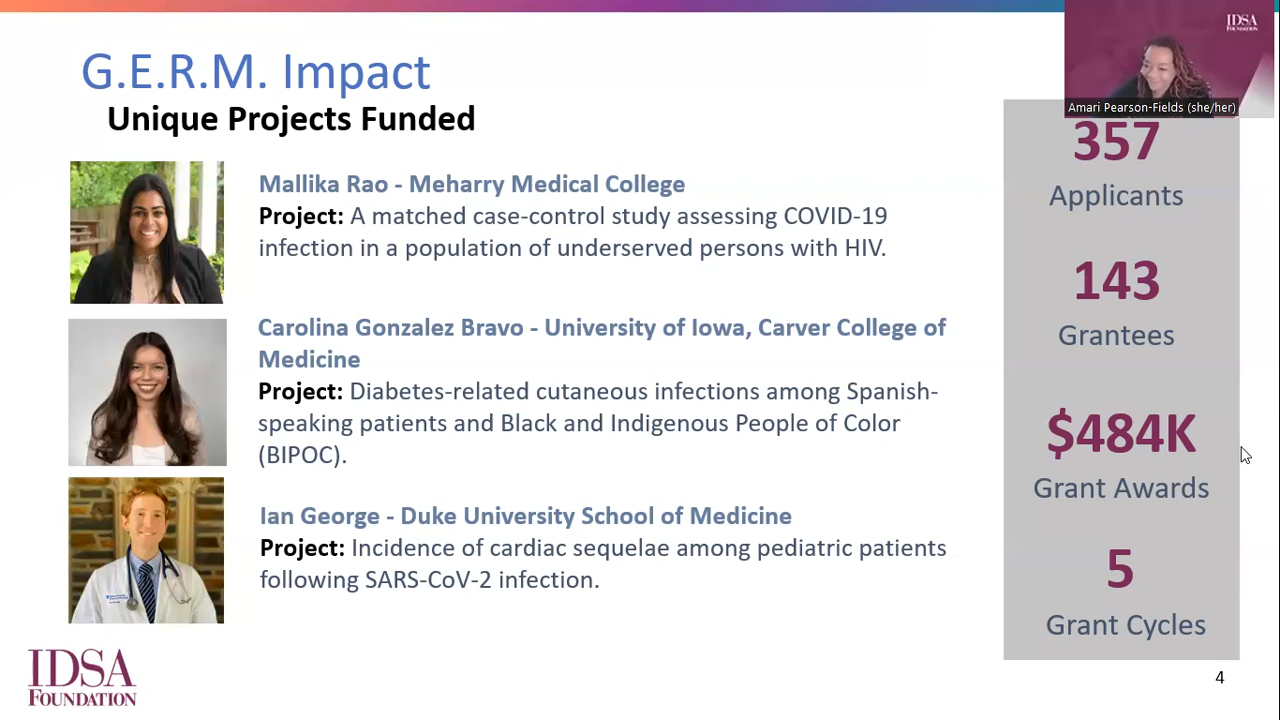 G.E.R.M. Impact
Unique Projects Funded
Mallika Rao - Meharry Medical College
Project: A matched case-control study assessing COVID-19
infection in a population of underserved persons with HIV.
Carolina Gonzalez Bravo - University of Iowa, Carver College of
Medicine
Project: Diabetes-related cutaneous infections among Spanish-
speaking patients and Black and Indigenous People of Color
(BIPOC).
Ian George - Duke University School of Medicine
Project: Incidence of cardiac sequelae among pediatric patients
following SARS-CoV-2 infection.
IDSA
FOUNDATION
Amari Pearson-Fields (she/her)
357
Applicants
143
Grantees
$484K
Grant Awards
5
Grant Cycles
IDSA
FOUNDATION
4